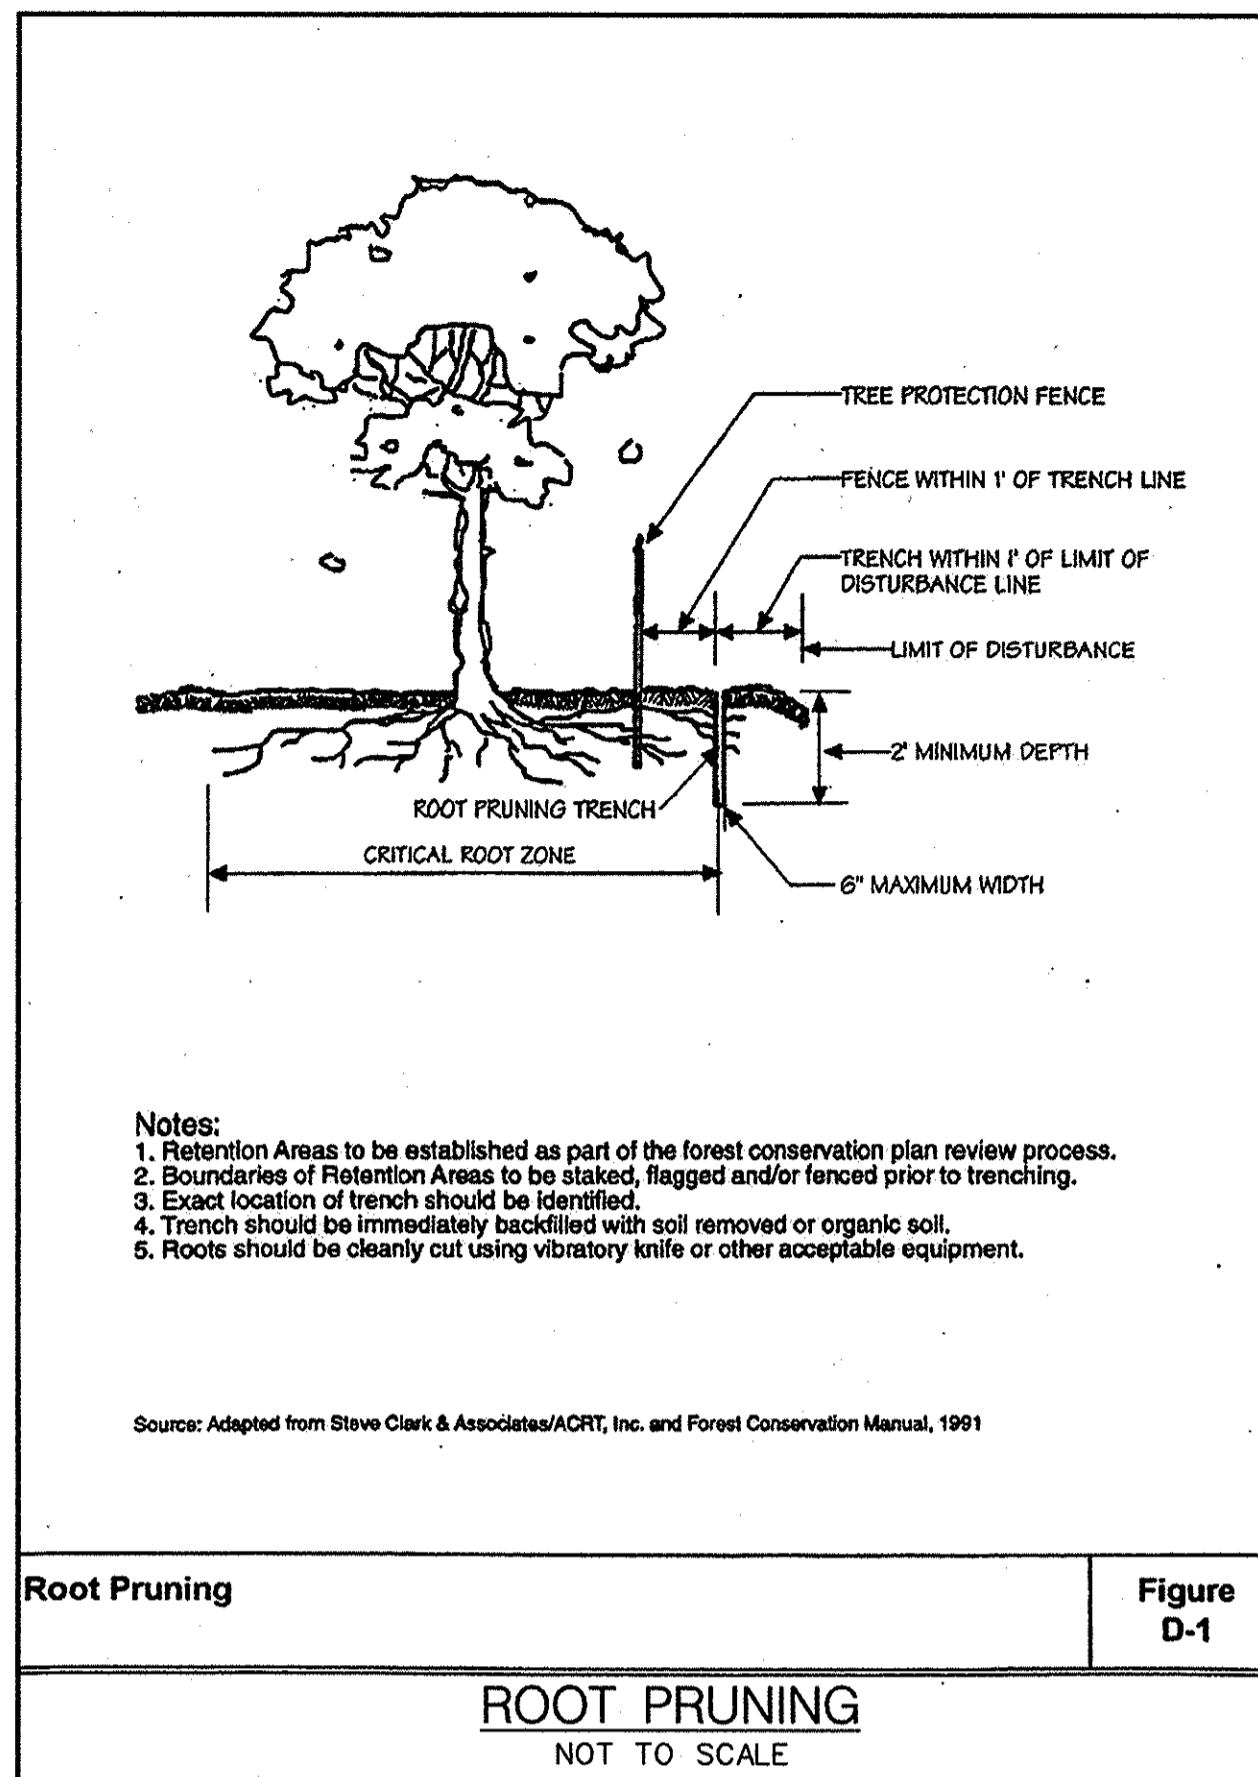 TREE PROTECTION FENCE
FENCE WITHIN 1' OF TRENCH LINE
TRENCH WITHIN 1' OF LIMIT OF
DISTURBANCE LINE
LIMIT OF DISTURBANCE
2' MINIMUM DEPTH
ROOT PRUNING TRENCH
CRITICAL ROOT ZONE
6" MAXIMUM WIDTH
Notes:
1. Retention Areas to be established as part of the forest conservation plan review process.
2. Boundaries of Retention Areas to be staked, flagged and/or fenced prior to trenching.
3. Exact location of trench should be identified.
4. Trench should be immediately backfilled with soil removed or organic soil.
5. Roots should be cleanly cut using vibratory knife or other acceptable equipment.
Source: Adapted from Steve Clark & Associates/ACRT, Inc. and Forest Conservation Manual, 1991
Root Pruning
Figure
D-1
ROOT PRUNING
NOT TO SCALE